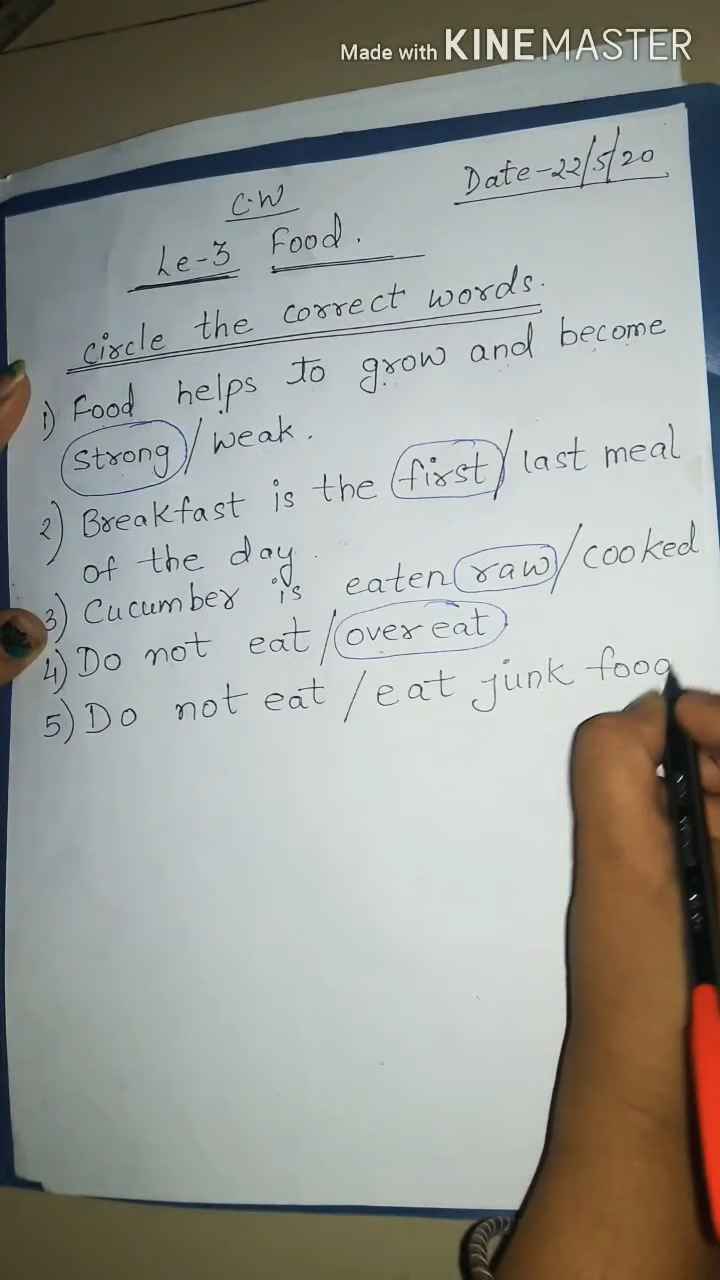 Made with KINEMASTER
C.W
Date-22/5/20
Le-3 Food.
Circle the correct words.
1) Food helps to grow and become
strong / weak.
2) Breakfast is the first / last meal
of the day.
3) Cucumber is eaten raw / cooked
4) Do not eat / over eat
5) Do not eat / eat junk food